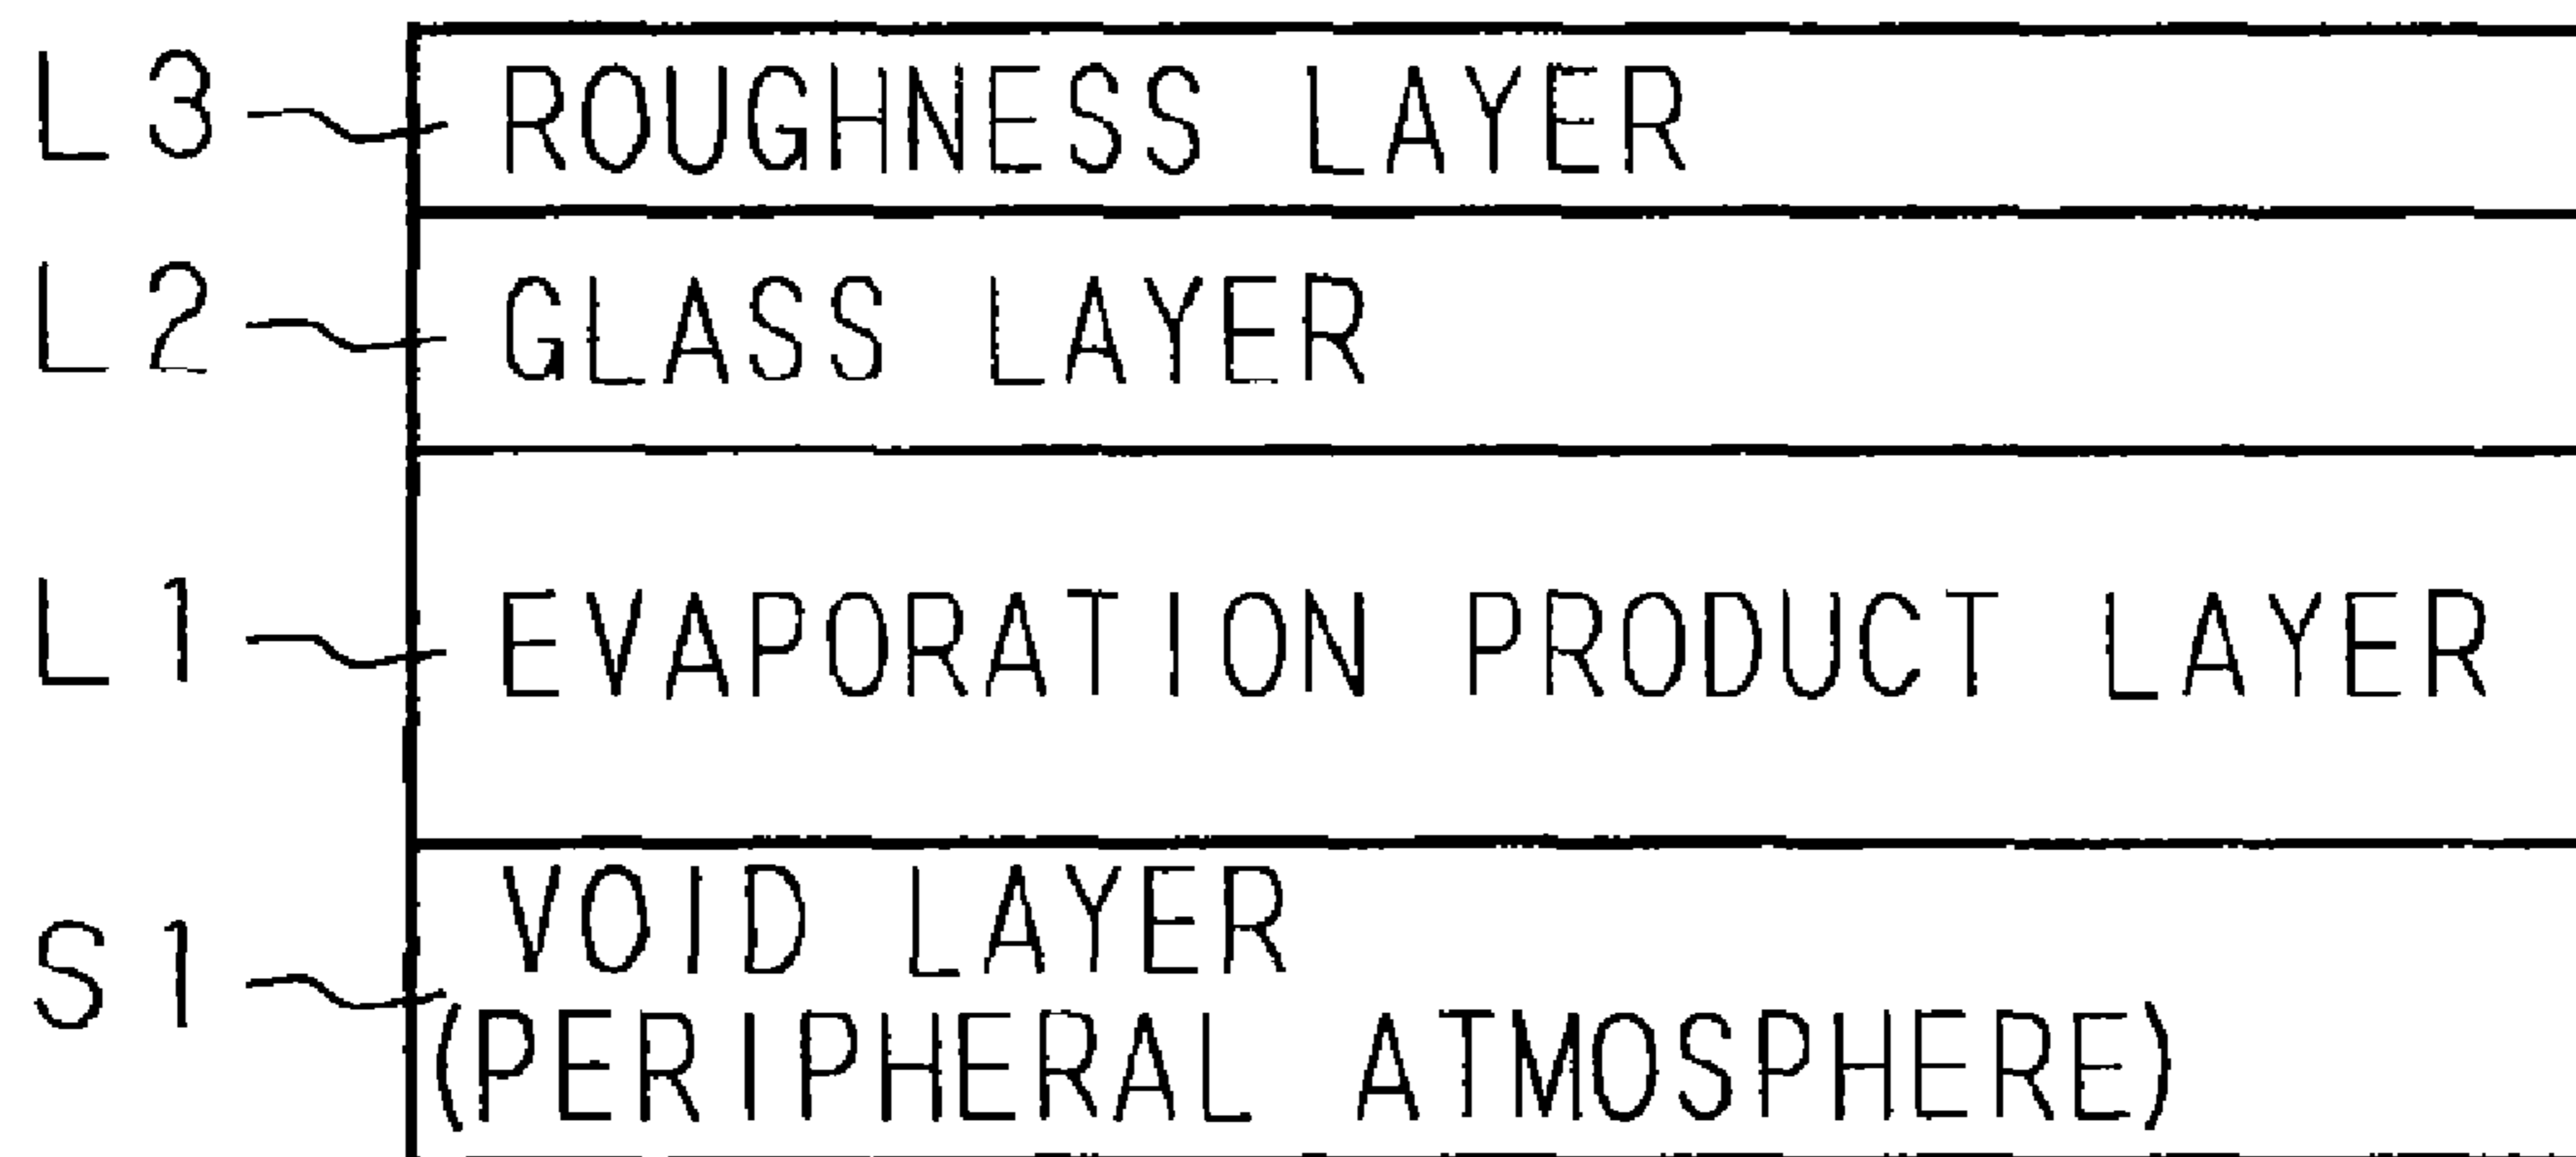 L3 ROUGHNESS LAYER
L2 GLASS LAYER
L1 EVAPORATION PRODUCT LAYER
S1 VOID LAYER
(PERIPHERAL ATMOSPHERE)